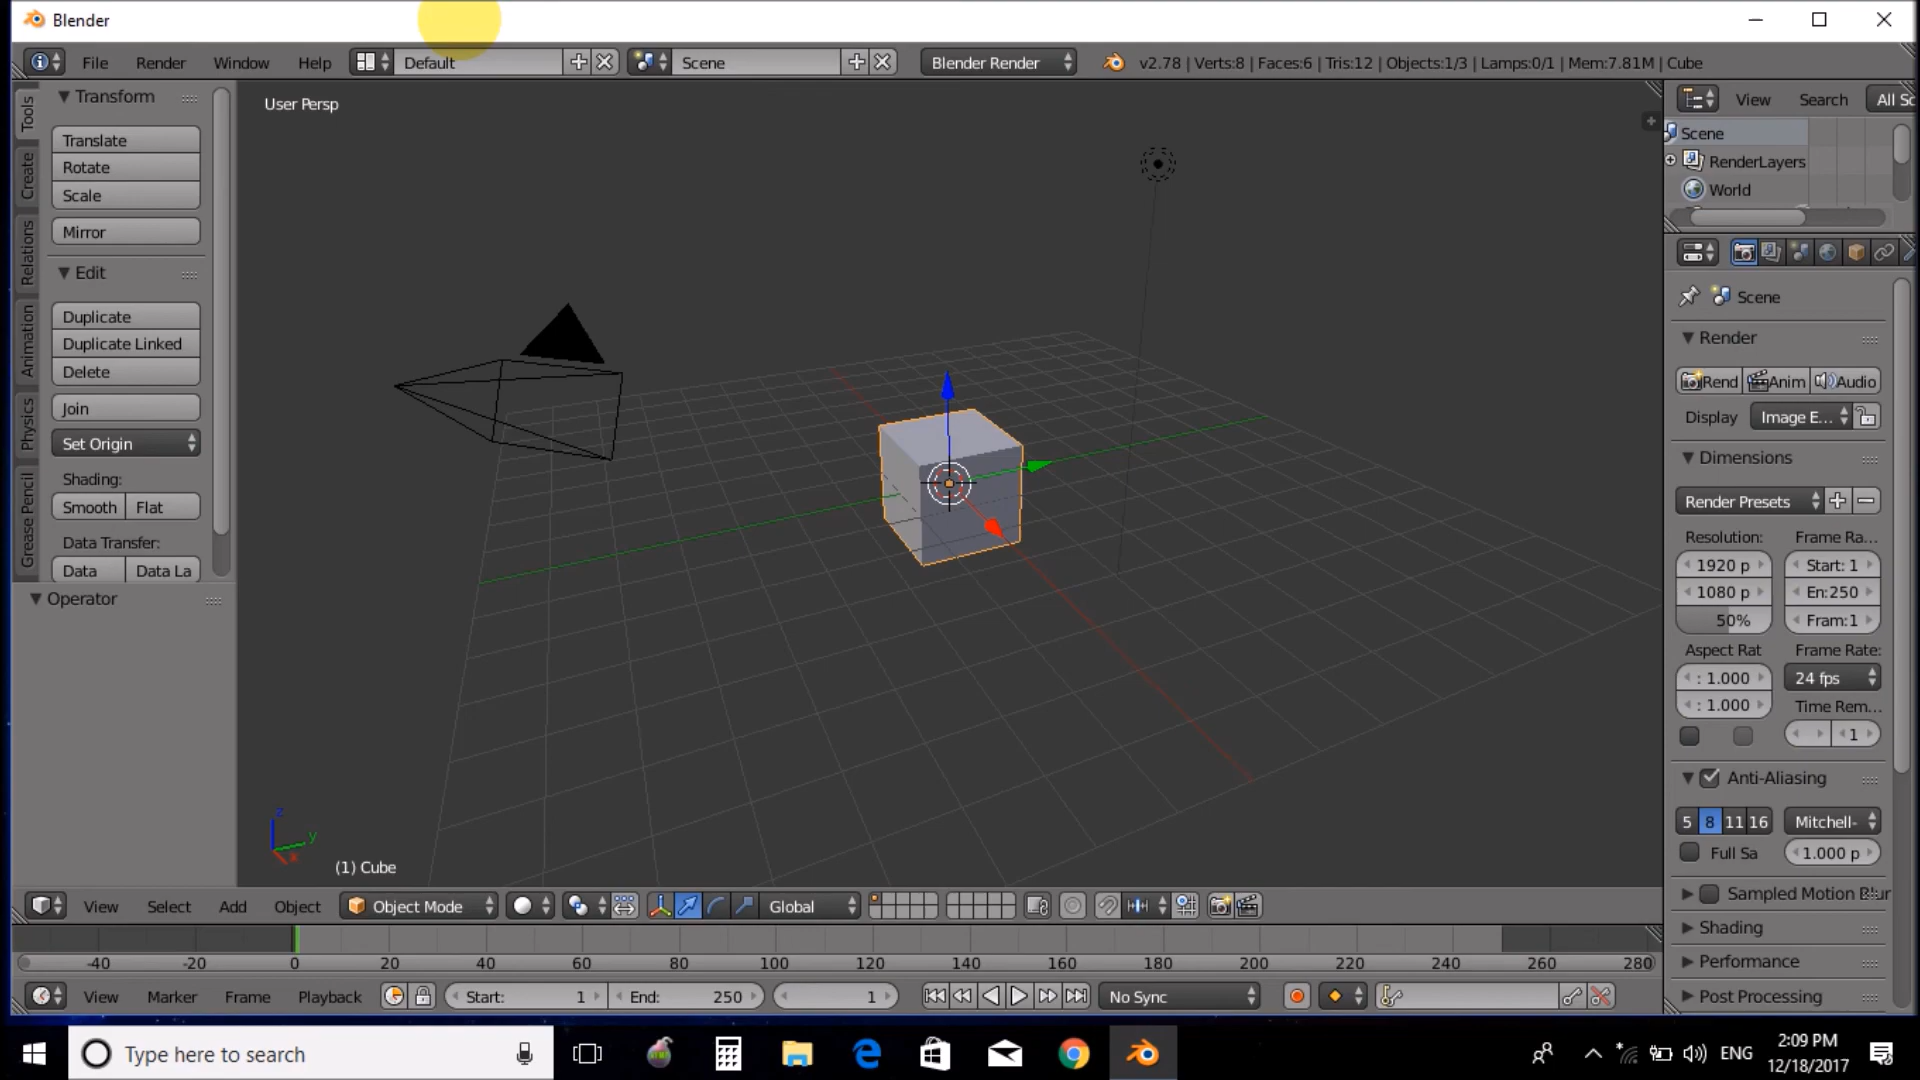 Blender
File Render Window Help Default Scene Blender Render v2.78 | Verts:8 | Faces:6 | Tris:12 | Objects:1/3 | Lamps:0/1 | Mem:7.81M | Cube
Tools
Create
Relations
Animation
Physics
Grease Pencil
Transform
Translate
Rotate
Scale
Mirror
Edit
Duplicate
Duplicate Linked
Delete
Join
Set Origin
Shading:
Smooth Flat
Data Transfer:
Data Data La
Operator
User Persp
z
y
x
(1) Cube
View Search All Sc
Scene
RenderLayers
World
Scene
Render
Rend Anim Audio
Display Image E...
Dimensions
Render Presets
Resolution: Frame Ra...
1920 p Start: 1
1080 p En:250
50% Fram:1
Aspect Rat Frame Rate:
: 1.000 24 fps
: 1.000 Time Rem...
1
Anti-Aliasing
5 8 11 16 Mitchell-
Full Sa 1.000 p
Sampled Motion Blur
Shading
Performance
Post Processing
View Select Add Object Object Mode Global
-40 -20 0 20 40 60 80 100 120 140 160 180 200 220 240 260 280
View Marker Frame Playback Start: 1 End: 250 1 No Sync
Type here to search
ENG
2:09 PM
12/18/2017